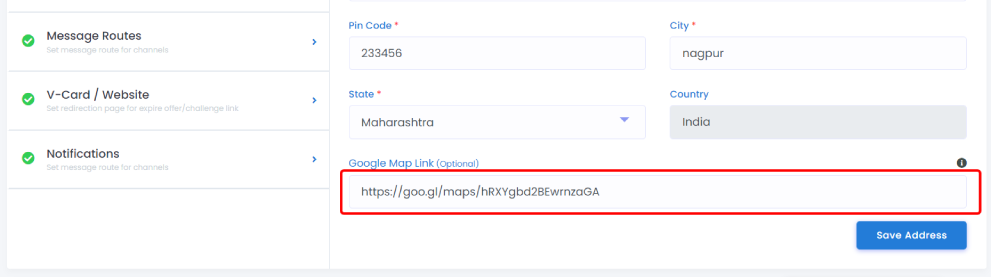 Message Routes
Set message route for channels
V-Card / Website
Set redirection page for expire offer/challenge link
Notifications
Set message route for channels
Pin Code *
City *
233456
nagpur
State *
Country
Maharashtra
India
Google Map Link (Optional)
https://goo.gl/maps/hRXYgbd2BEwrnzaGA
Save Address